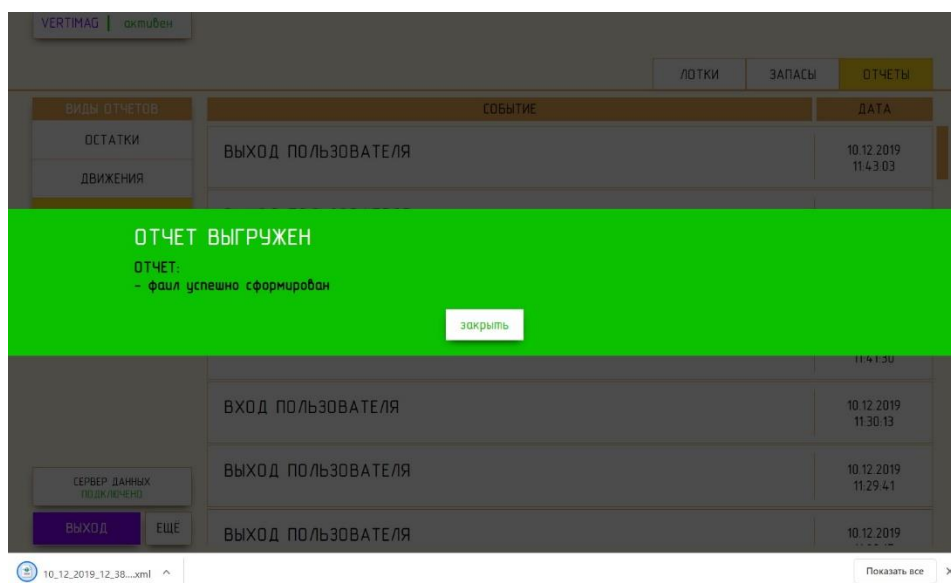 VERTIMAG | активен
ЛОТКИ ЗАПАСЫ ОТЧЕТЫ
ВИДЫ ОТЧЕТОВ СОБЫТИЕ ДАТА
ОСТАТКИ
ДВИЖЕНИЯ
ВЫХОД ПОЛЬЗОВАТЕЛЯ 10.12.2019
11:43:03
ОТЧЕТ ВЫГРУЖЕН
ОТЧЕТ:
- фаил успешно сформирован
закрыть
11:41:30
ВХОД ПОЛЬЗОВАТЕЛЯ 10.12.2019
11:30:13
ВЫХОД ПОЛЬЗОВАТЕЛЯ 10.12.2019
11:29:41
СЕРВЕР ДАННЫХ
ПОДКЛЮЧЕНО
ВЫХОД ЕЩЕ
ВЫХОД ПОЛЬЗОВАТЕЛЯ 10.12.2019
10_12_2019_12_38....xml Показать все